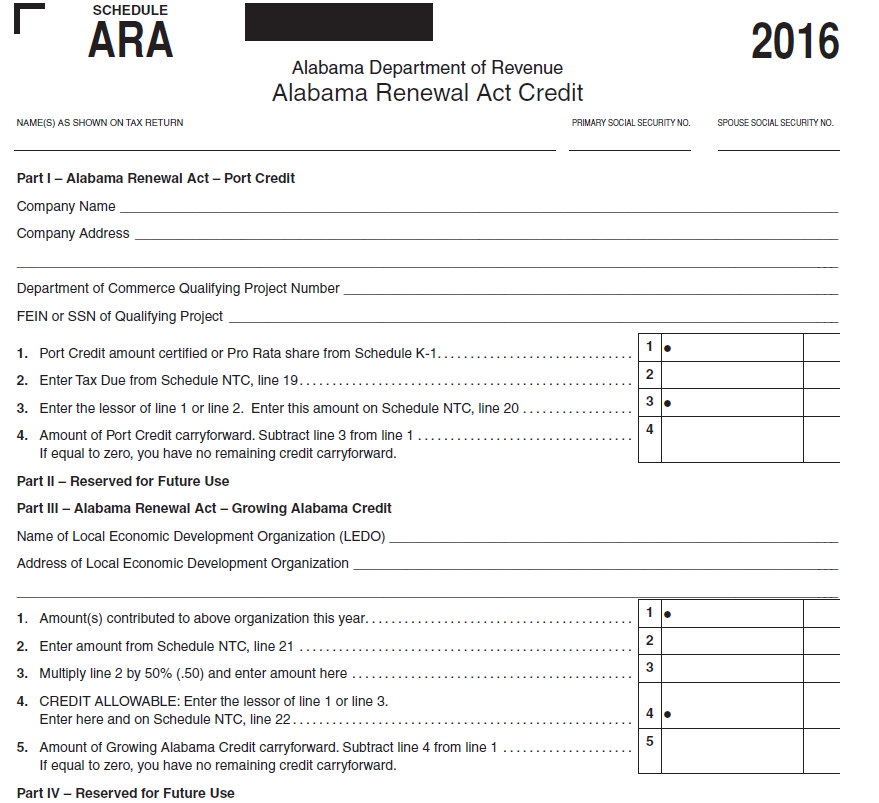 SCHEDULE
ARA
2016
Alabama Department of Revenue
Alabama Renewal Act Credit
NAME(S) AS SHOWN ON TAX RETURN
PRIMARY SOCIAL SECURITY NO.
SPOUSE SOCIAL SECURITY NO.
Part I – Alabama Renewal Act – Port Credit
Company Name
Company Address
Department of Commerce Qualifying Project Number
FEIN or SSN of Qualifying Project
1. Port Credit amount certified or Pro Rata share from Schedule K-1. . . . . . . . . . . . . . . . . . . . . . . . . . . . . . 1 •
2. Enter Tax Due from Schedule NTC, line 19. . . . . . . . . . . . . . . . . . . . . . . . . . . . . . . . . . . . . . . . . . . . . . . . . . . 2
3. Enter the lessor of line 1 or line 2. Enter this amount on Schedule NTC, line 20 . . . . . . . . . . . . . . . . . 3 •
4. Amount of Port Credit carryforward. Subtract line 3 from line 1 . . . . . . . . . . . . . . . . . . . . . . . . . . . . . . . . . 4
If equal to zero, you have no remaining credit carryforward.
Part II – Reserved for Future Use
Part III – Alabama Renewal Act – Growing Alabama Credit
Name of Local Economic Development Organization (LEDO)
Address of Local Economic Development Organization
1. Amount(s) contributed to above organization this year. . . . . . . . . . . . . . . . . . . . . . . . . . . . . . . . . . . . . . . . . 1 •
2. Enter amount from Schedule NTC, line 21 . . . . . . . . . . . . . . . . . . . . . . . . . . . . . . . . . . . . . . . . . . . . . . . . . . . 2
3. Multiply line 2 by 50% (.50) and enter amount here . . . . . . . . . . . . . . . . . . . . . . . . . . . . . . . . . . . . . . . . . . . 3
4. CREDIT ALLOWABLE: Enter the lessor of line 1 or line 3.
Enter here and on Schedule NTC, line 22. . . . . . . . . . . . . . . . . . . . . . . . . . . . . . . . . . . . . . . . . . . . . . . . . . . . 4 •
5. Amount of Growing Alabama Credit carryforward. Subtract line 4 from line 1 . . . . . . . . . . . . . . . . . . . . 5
If equal to zero, you have no remaining credit carryforward.
Part IV – Reserved for Future Use